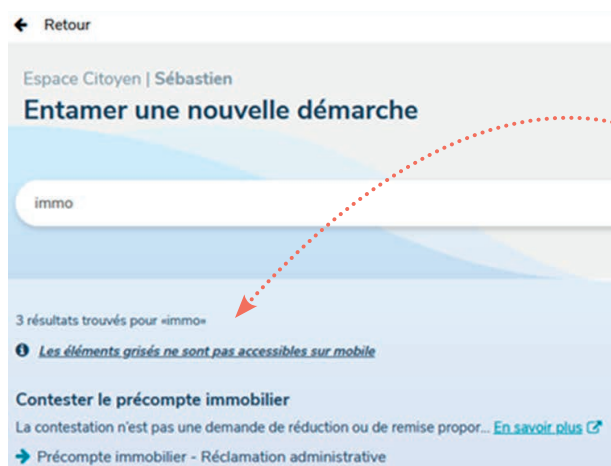 Retour
Espace Citoyen | Sébastien
Entamer une nouvelle démarche
immo
3 résultats trouvés pour «immo«
Les éléments grisés ne sont pas accessibles sur mobile
Contester le précompte immobilier
La contestation n'est pas une demande de réduction ou de remise propor... En savoir plus
Précompte immobilier - Réclamation administrative